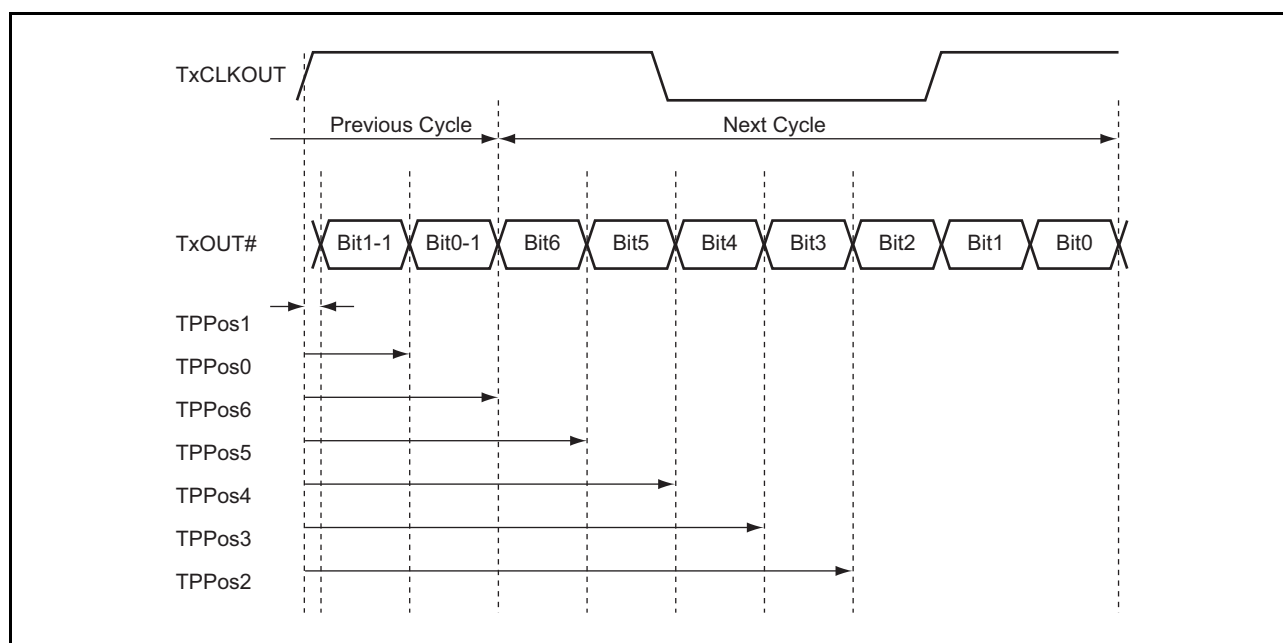 TxCLKOUT
Previous Cycle Next Cycle
TxOUT# Bit1-1 Bit0-1 Bit6 Bit5 Bit4 Bit3 Bit2 Bit1 Bit0
TPPos1
TPPos0
TPPos6
TPPos5
TPPos4
TPPos3
TPPos2